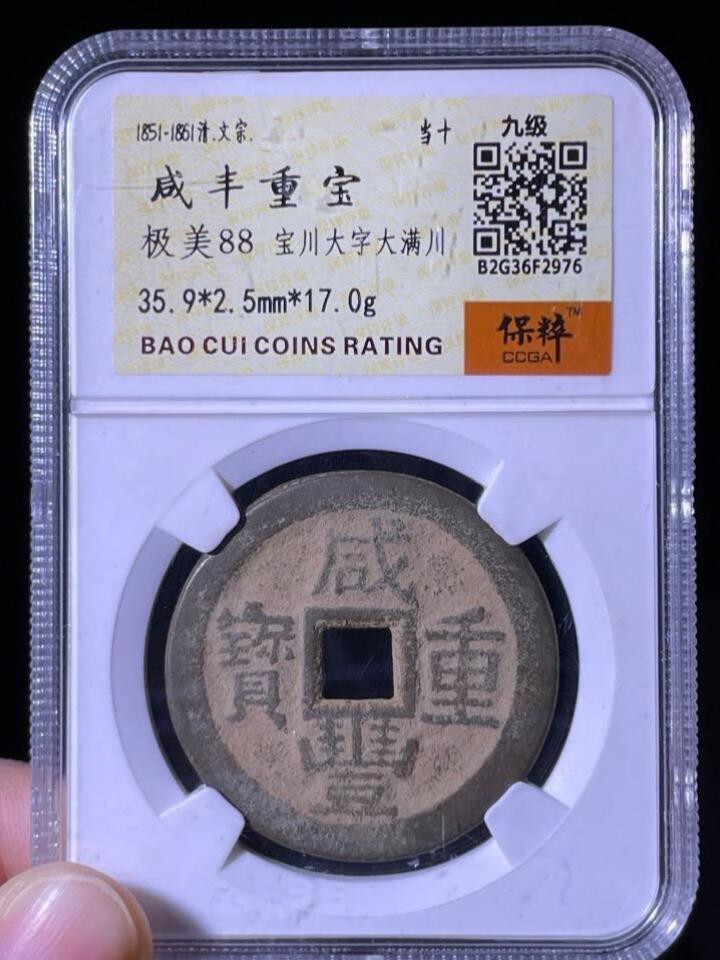 1851-1861清.文宗. 当十 九级
咸丰重宝
极美88 宝川大字大满川
B2G36F2976
35.9*2.5mm*17.0g
保粹™
CCGA
BAO CUI COINS RATING
咸
寶 重
豐